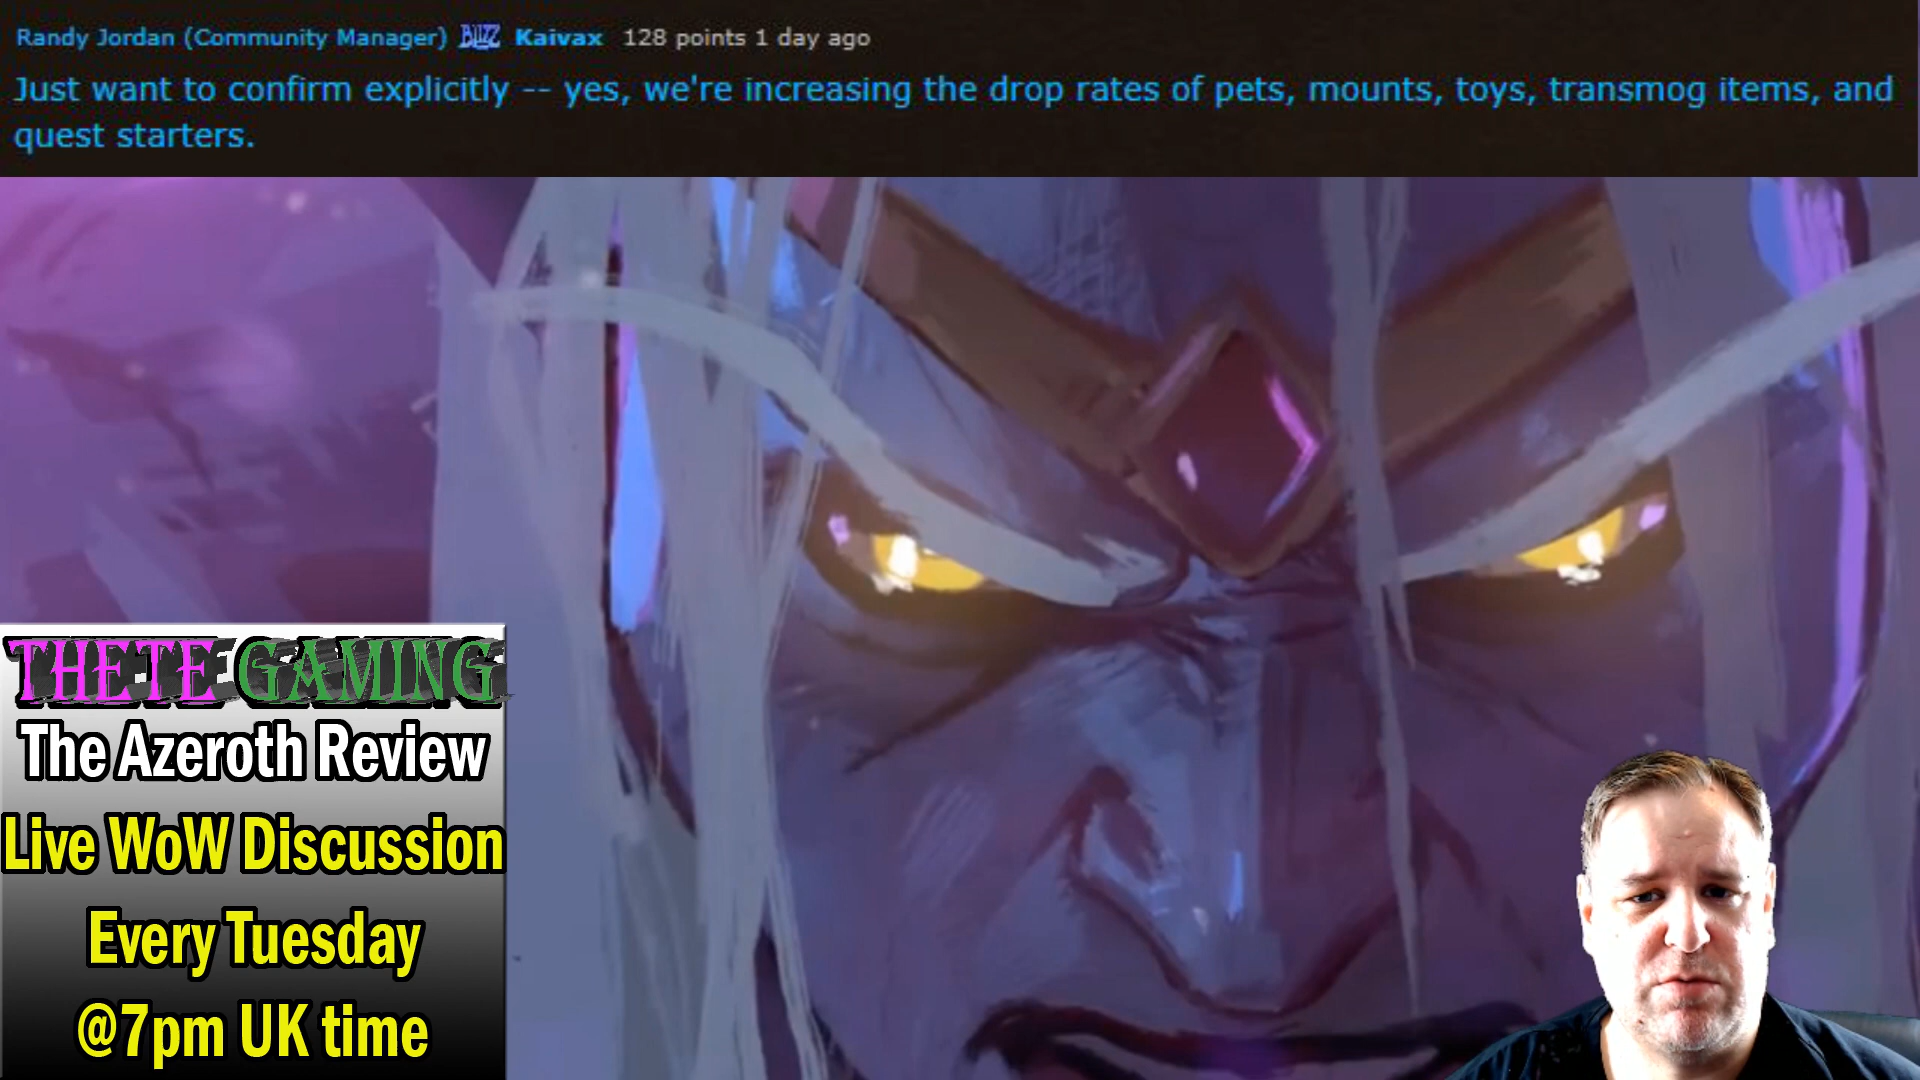 Randy Jordan (Community Manager) BLIZZ Kaivax 128 points 1 day ago
Just want to confirm explicitly -- yes, we're increasing the drop rates of pets, mounts, toys, transmog items, and
quest starters.
THETE GAMING
The Azeroth Review
Live WoW Discussion
Every Tuesday
@7pm UK time